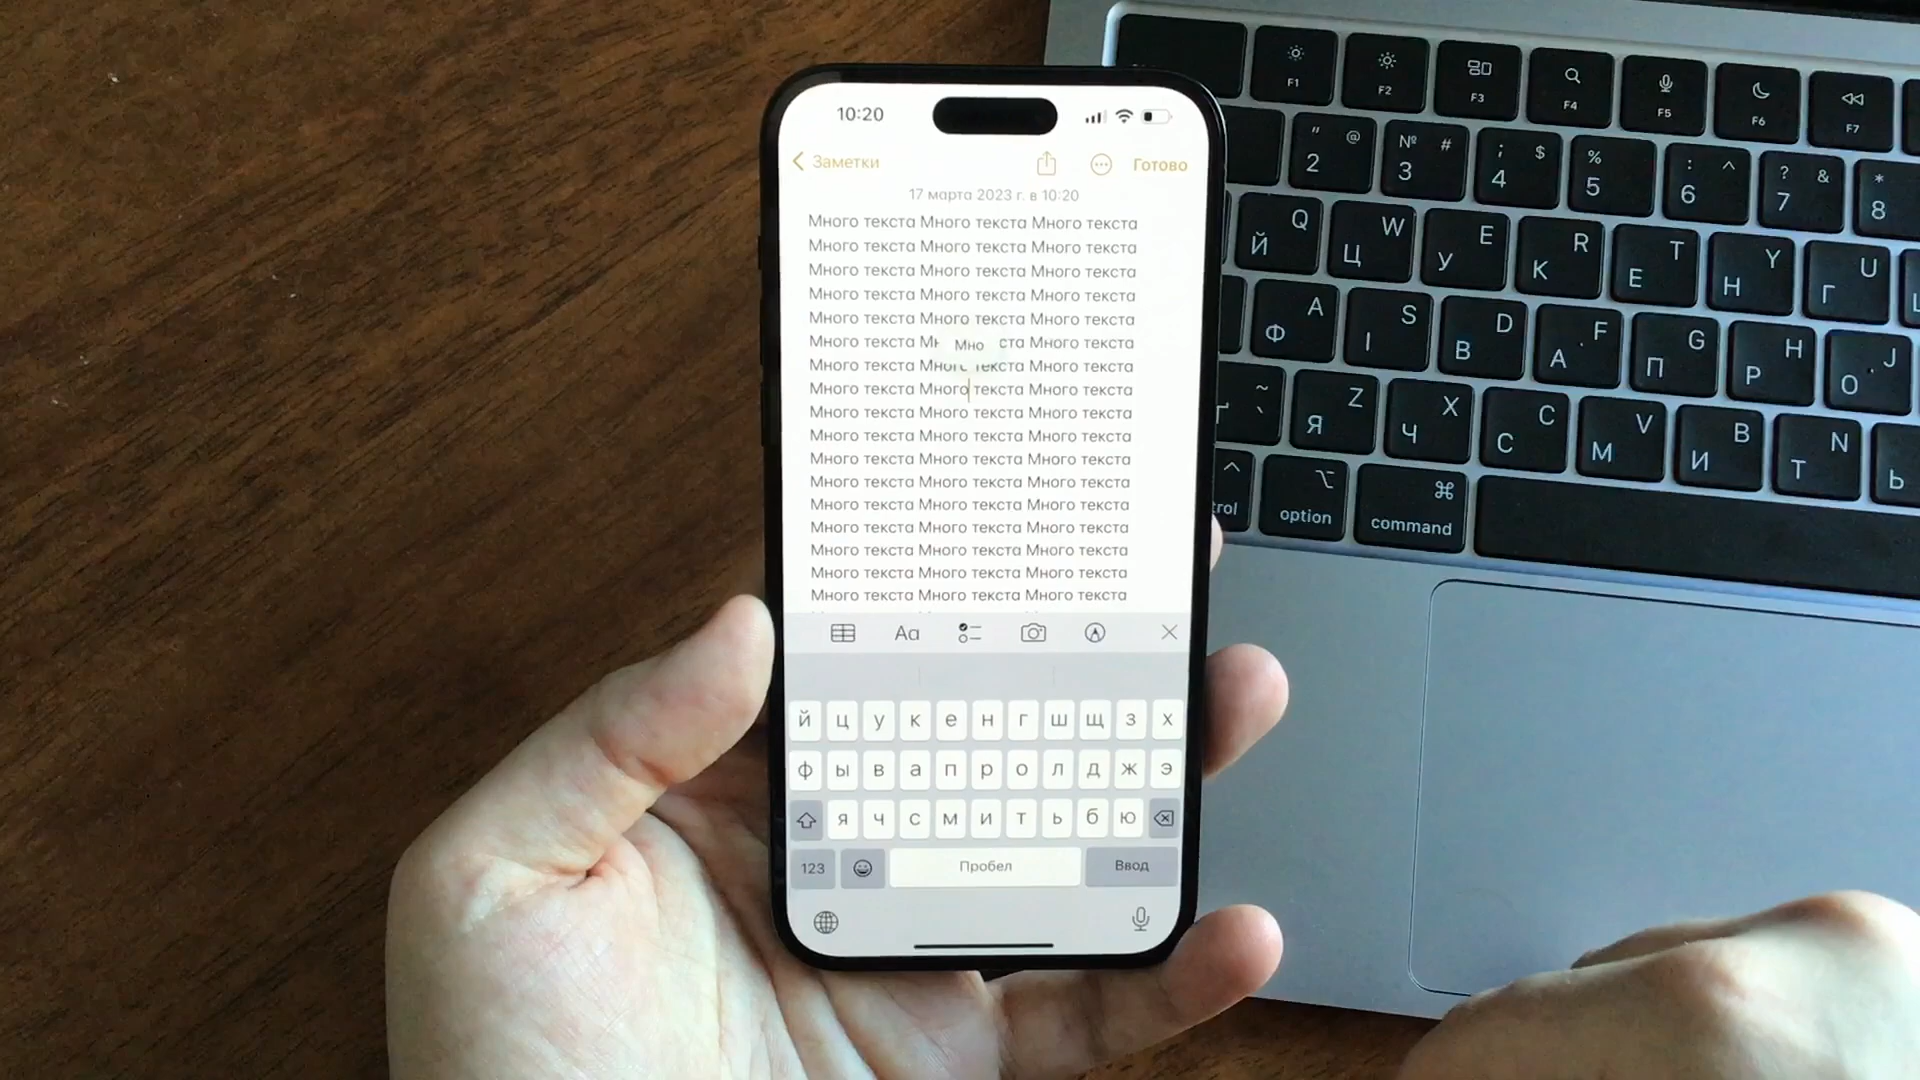 10:20
Заметки
Готово
17 марта 2023 г. в 10:20
Много текста Много текста Много текста
Много текста Много текста Много текста
Много текста Много текста Много текста
Много текста Много текста Много текста
Много текста Много текста Много текста
Много текста Мн
Мно
ста Много текста
Много текста Много текста Много текста
Много текста Много текста Много текста
Много текста Много текста Много текста
Много текста Много текста Много текста
Много текста Много текста Много текста
Много текста Много текста Много текста
Много текста Много текста Много текста
Много текста Много текста Много текста
Много текста Много текста Много текста
Много текста Много текста Много текста
Много текста Много текста Много текста
Aa
й ц у к е н г ш щ з х
ф ы в а п р о л д ж э
я ч с м и т ь б ю
123 Пробел Ввод
F1 F2 F3 F4 F5 F6 F7
" @ № # ; $ % : ^ ? & *
2 3 4 5 6 7 8
Q W E R T Y U
Й Ц У К Е Н Г
A S D F G H J
Ф І В А П Р О
~ Z X C V B N
ґ ` Я Ч С М И Т Ь
option command